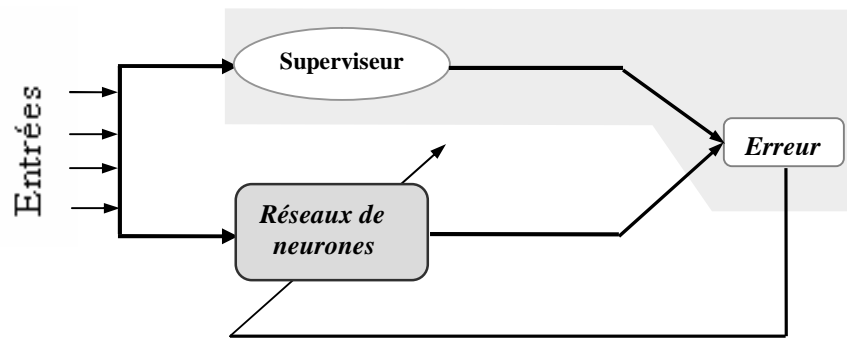 Entrées
Superviseur
Erreur
Réseaux de
neurones